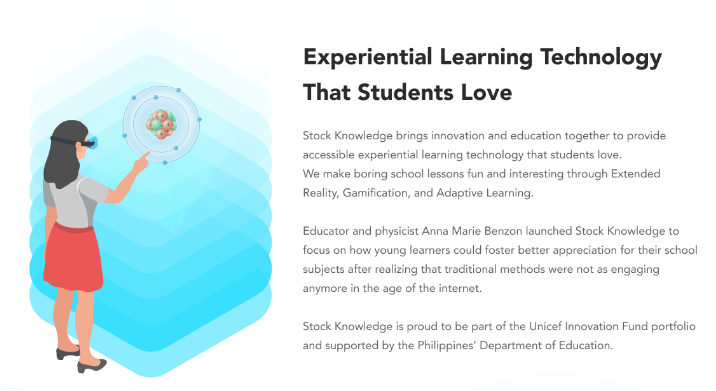 Experiential Learning Technology
That Students Love
Stock Knowledge brings innovation and education together to provide
accessible experiential learning technology that students love.
We make boring school lessons fun and interesting through Extended
Reality, Gamification, and Adaptive Learning.
Educator and physicist Anna Marie Benzon launched Stock Knowledge to
focus on how young learners could foster better appreciation for their school
subjects after realizing that traditional methods were not as engaging
anymore in the age of the internet.
Stock Knowledge is proud to be part of the Unicef Innovation Fund portfolio
and supported by the Philippines’ Department of Education.